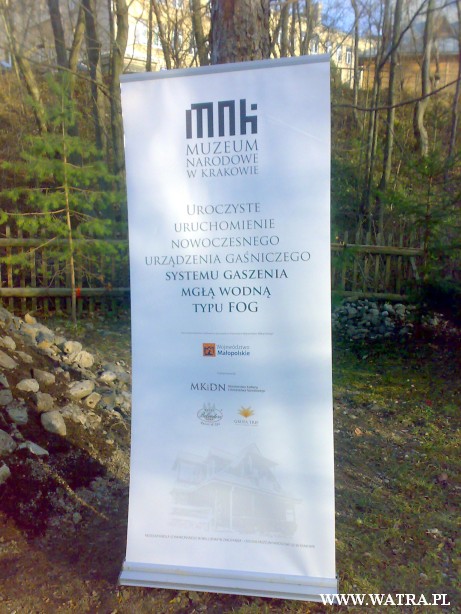 mnk
MUZEUM
NARODOWE
W KRAKOWIE
UROCZYSTE
URUCHOMIENIE
NOWOCZESNEGO
URZĄDZENIA GAŚNICZEGO
SYSTEMU GASZENIA
MGŁĄ WODNĄ
TYPU FOG
Województwo
Małopolskie
MKiDN
WWW.WATRA.PL